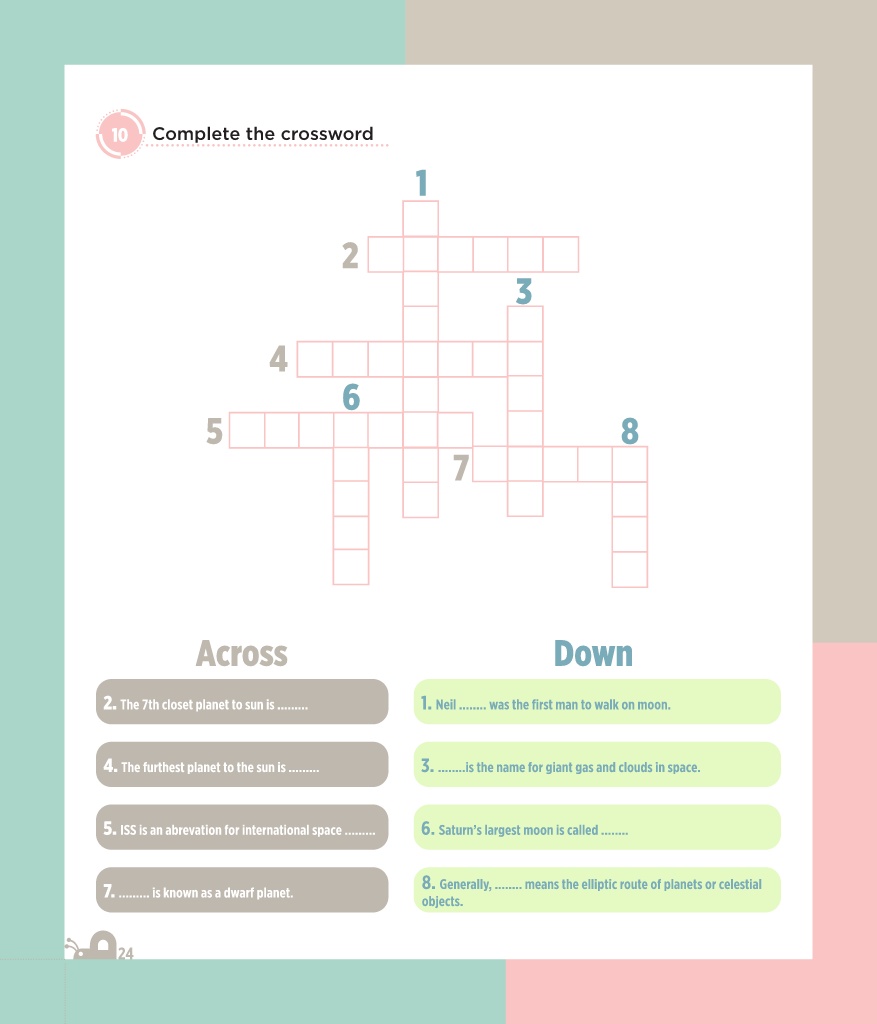 10 Complete the crossword
1
2
3
4
6
5
8
7
Across
2. The 7th closet planet to sun is .........
4. The furthest planet to the sun is .........
5. ISS is an abrevation for international space .........
7. ......... is known as a dwarf planet.
Down
1. Neil ........ was the first man to walk on moon.
3. ........is the name for giant gas and clouds in space.
6. Saturn's largest moon is called ........
8. Generally, ........ means the elliptic route of planets or celestial
objects.
24